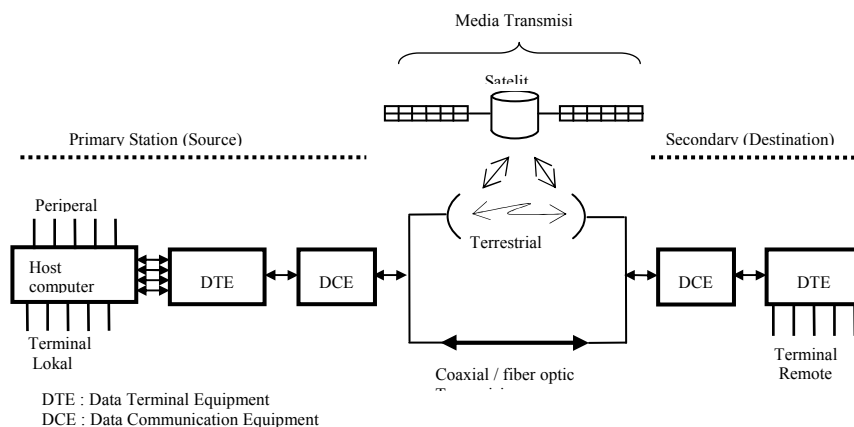 Media Transmisi
Satelit
Primary Station (Source)
Secondary (Destination)
Peripheral
Terrestrial
Host
computer
DTE
DCE
DCE
DTE
Terminal
Lokal
Coaxial / fiber optic
Terminal
Remote
DTE : Data Terminal Equipment
DCE : Data Communication Equipment